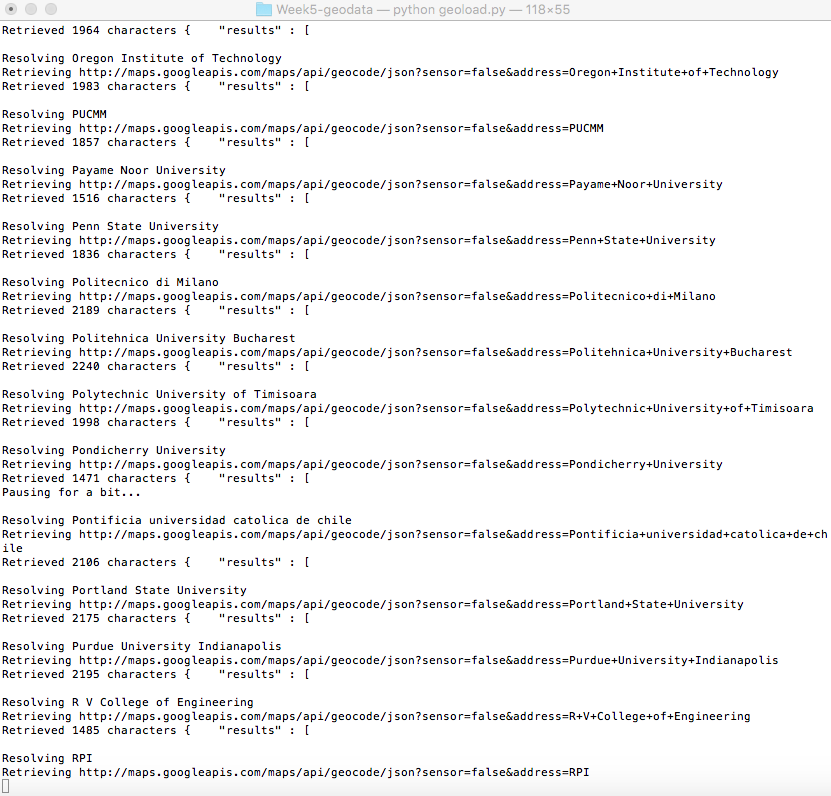 Week5-geodata — python geoload.py — 118×55
Retrieved 1964 characters {    "results" : [
Resolving Oregon Institute of Technology
Retrieving http://maps.googleapis.com/maps/api/geocode/json?sensor=false&address=Oregon+Institute+of+Technology
Retrieved 1983 characters {    "results" : [
Resolving PUCMM
Retrieving http://maps.googleapis.com/maps/api/geocode/json?sensor=false&address=PUCMM
Retrieved 1857 characters {    "results" : [
Resolving Payame Noor University
Retrieving http://maps.googleapis.com/maps/api/geocode/json?sensor=false&address=Payame+Noor+University
Retrieved 1516 characters {    "results" : [
Resolving Penn State University
Retrieving http://maps.googleapis.com/maps/api/geocode/json?sensor=false&address=Penn+State+University
Retrieved 1836 characters {    "results" : [
Resolving Politecnico di Milano
Retrieving http://maps.googleapis.com/maps/api/geocode/json?sensor=false&address=Politecnico+di+Milano
Retrieved 2189 characters {    "results" : [
Resolving Politehnica University Bucharest
Retrieving http://maps.googleapis.com/maps/api/geocode/json?sensor=false&address=Politehnica+University+Bucharest
Retrieved 2240 characters {    "results" : [
Resolving Polytechnic University of Timisoara
Retrieving http://maps.googleapis.com/maps/api/geocode/json?sensor=false&address=Polytechnic+University+of+Timisoara
Retrieved 1998 characters {    "results" : [
Resolving Pondicherry University
Retrieving http://maps.googleapis.com/maps/api/geocode/json?sensor=false&address=Pondicherry+University
Retrieved 1471 characters {    "results" : [
Pausing for a bit...
Resolving Pontificia universidad catolica de chile
Retrieving http://maps.googleapis.com/maps/api/geocode/json?sensor=false&address=Pontificia+universidad+catolica+de+ch
ile
Retrieved 2106 characters {    "results" : [
Resolving Portland State University
Retrieving http://maps.googleapis.com/maps/api/geocode/json?sensor=false&address=Portland+State+University
Retrieved 2175 characters {    "results" : [
Resolving Purdue University Indianapolis
Retrieving http://maps.googleapis.com/maps/api/geocode/json?sensor=false&address=Purdue+University+Indianapolis
Retrieved 2195 characters {    "results" : [
Resolving R V College of Engineering
Retrieving http://maps.googleapis.com/maps/api/geocode/json?sensor=false&address=R+V+College+of+Engineering
Retrieved 1485 characters {    "results" : [
Resolving RPI
Retrieving http://maps.googleapis.com/maps/api/geocode/json?sensor=false&address=RPI